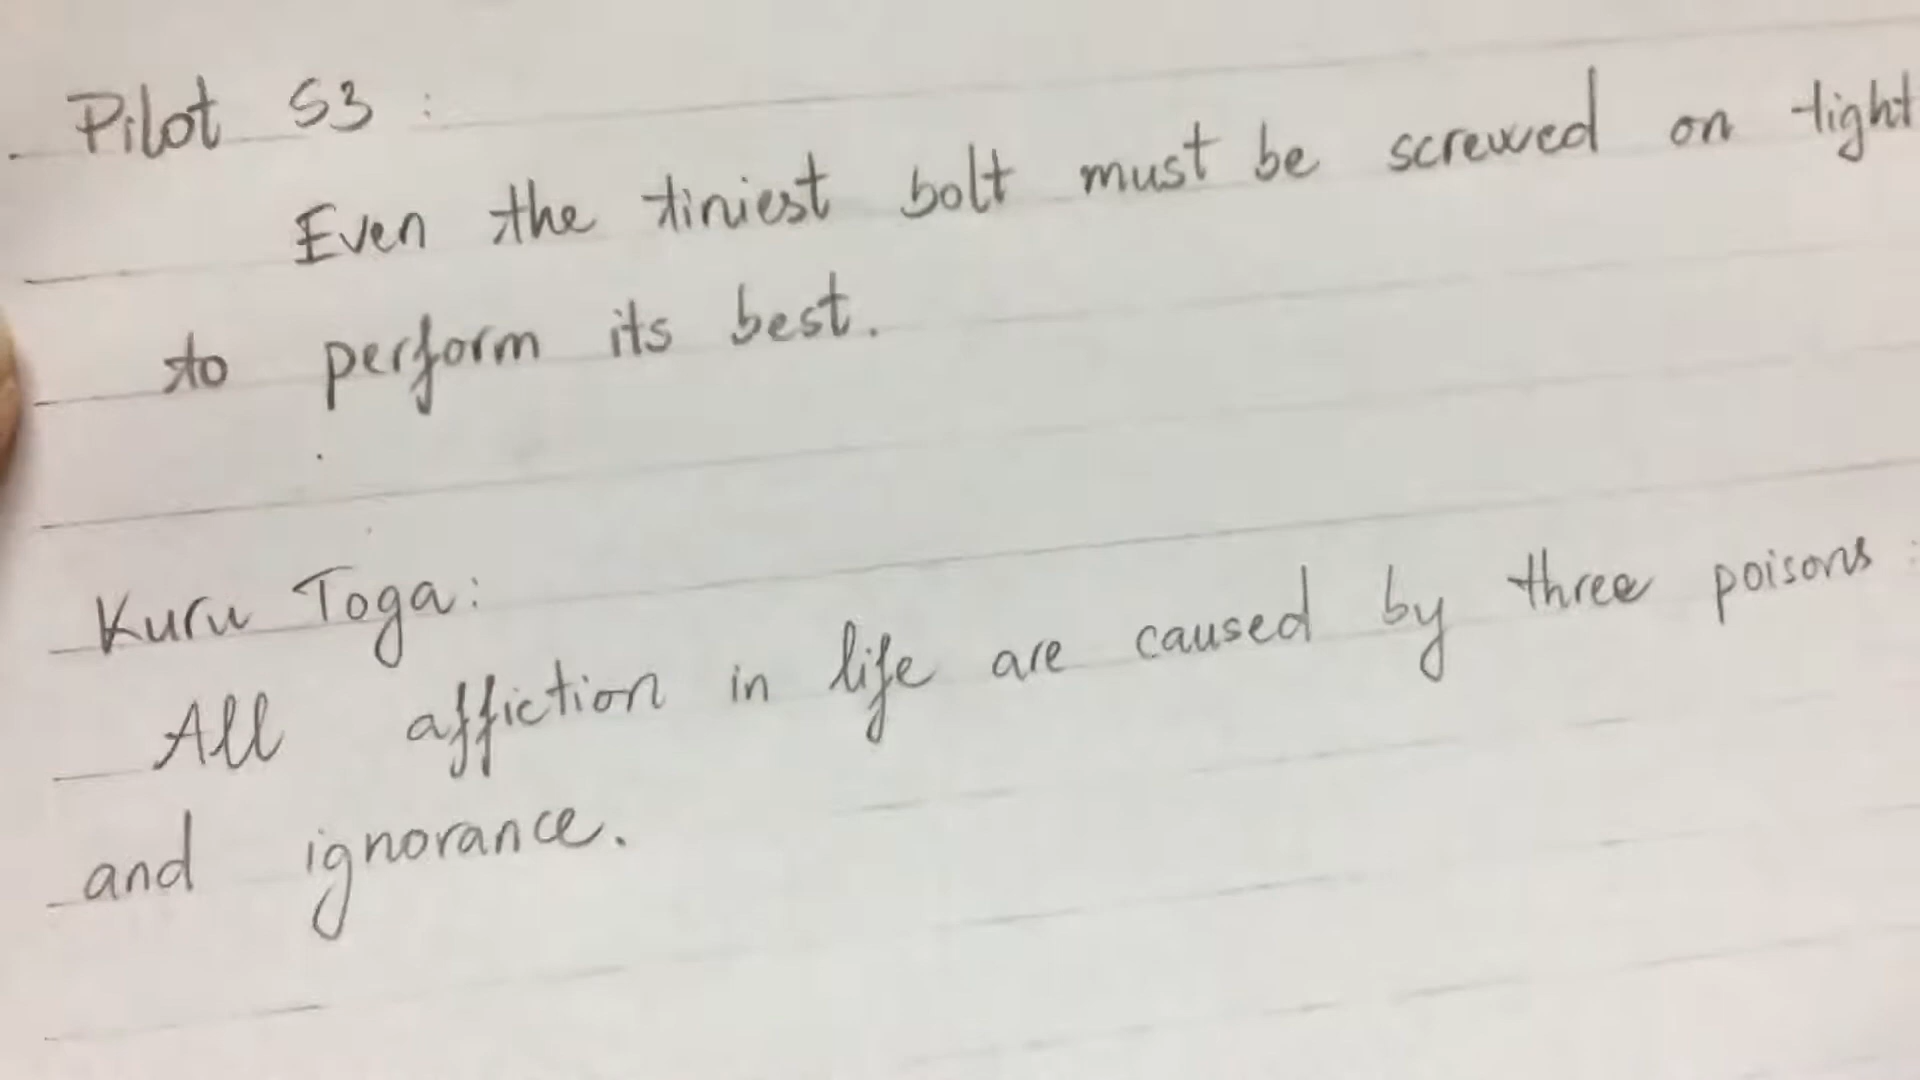 Pilot S3 :
Even the tiniest bolt must be screwed on tight
to perform its best.
Kuru Toga:
All affiction in life are caused by three poisons :
and ignorance.